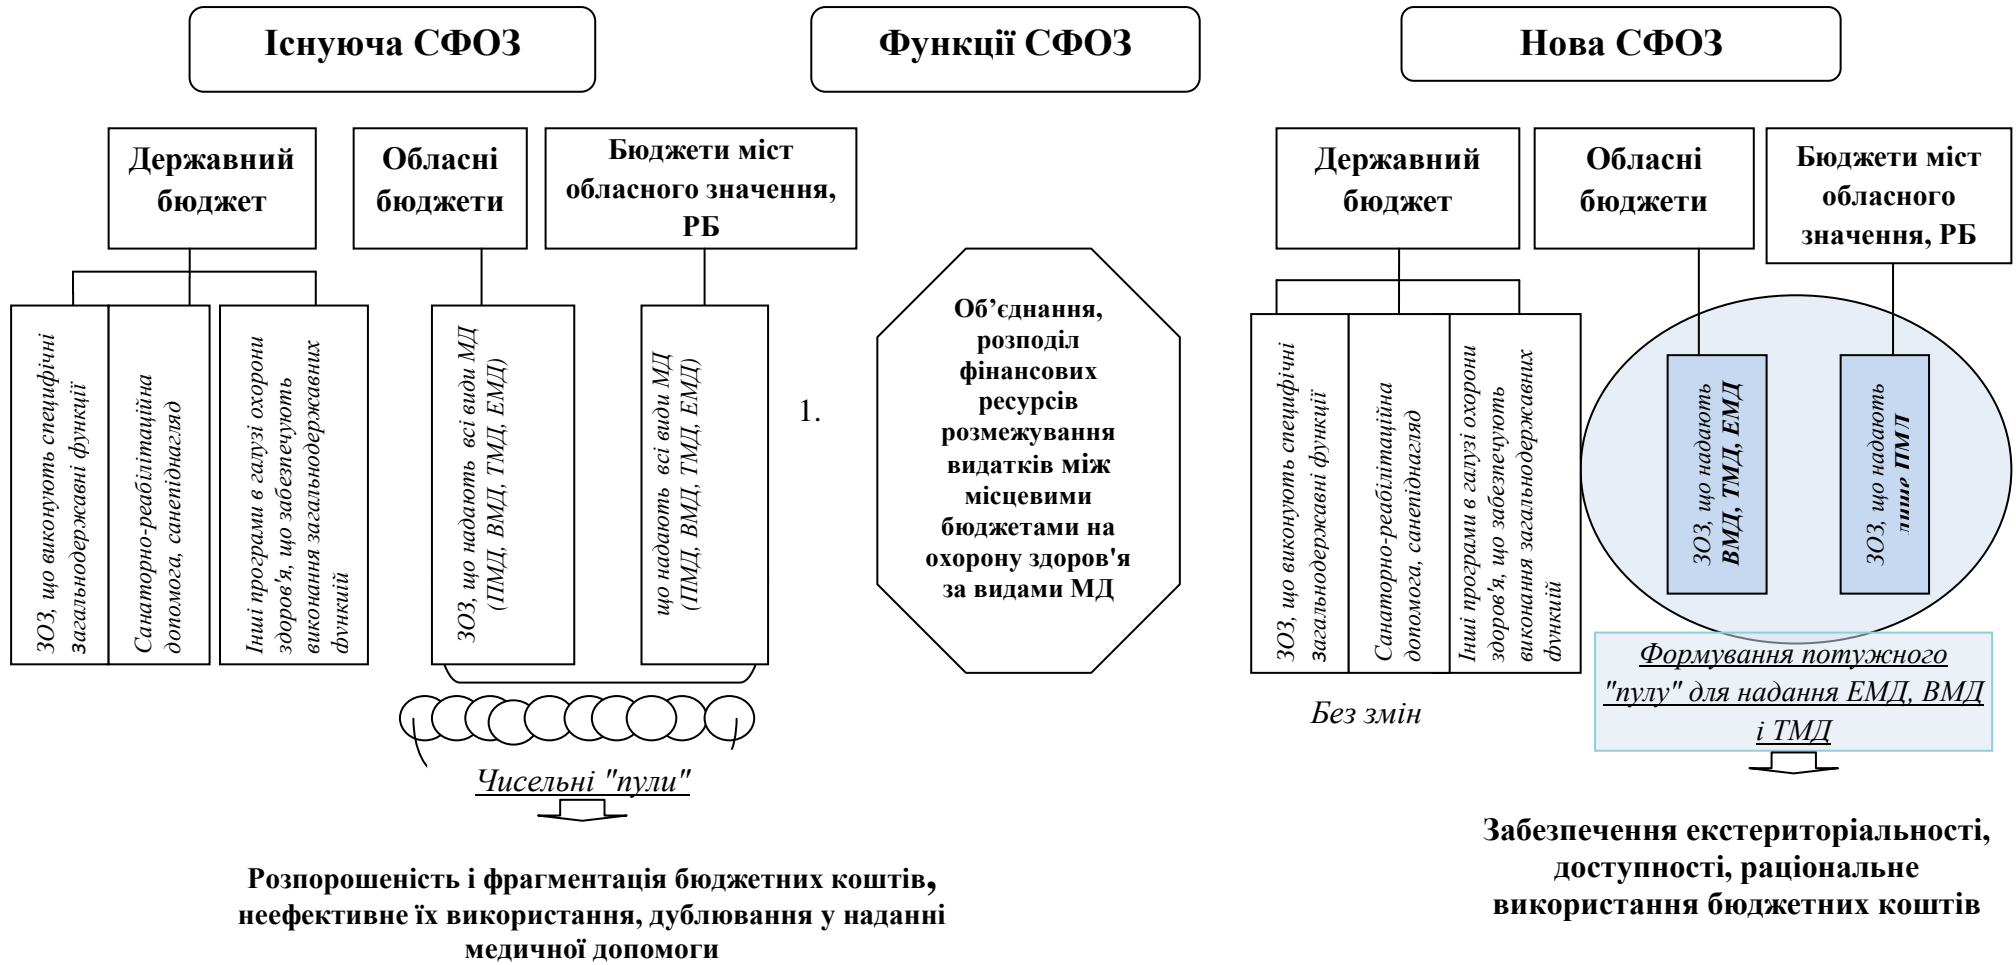 Існуюча СФОЗ
Функції СФОЗ
Нова СФОЗ
Державний
бюджет
Обласні
бюджети
Бюджети міст
обласного значення,
РБ
ЗОЗ, що виконують специфічні
загальнодержавні функції
Санаторно-реабілітаційна
допомога, санепіднагляд
Інші програми в галузі охорони
здоров'я, що забезпечують
виконання загальнодержавних
функцій
ЗОЗ, що надають всі види МД
(ПМД, ВМД, ТМД, ЕМД)
що надають всі види МД
(ПМД, ВМД, ТМД, ЕМД)
Чисельні "пули"
Розпорошеність і фрагментація бюджетних коштів,
неефективне їх використання, дублювання у наданні
медичної допомоги
1.
Об’єднання,
розподіл
фінансових
ресурсів
розмежування
видатків між
місцевими
бюджетами на
охорону здоров'я
за видами МД
Державний
бюджет
Обласні
бюджети
Бюджети міст
обласного
значення, РБ
ЗОЗ, що виконують специфічні
загальнодержавні функції
Санаторно-реабілітаційна
допомога, санепіднагляд
Інші програми в галузі охорони
здоров'я, що забезпечують
виконання загальнодержавних
функцій
ЗОЗ, що надають
ВМД, ТМД, ЕМД
ЗОЗ, що надають
лише ПМД
Без змін
Формування потужного
"пулу" для надання ЕМД, ВМД
і ТМД
Забезпечення екстериторіальності,
доступності, раціональне
використання бюджетних коштів